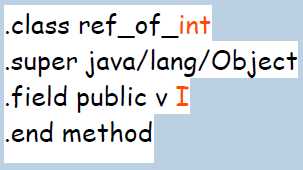 .class ref_of_int
.super java/lang/Object
.field public v I
.end method